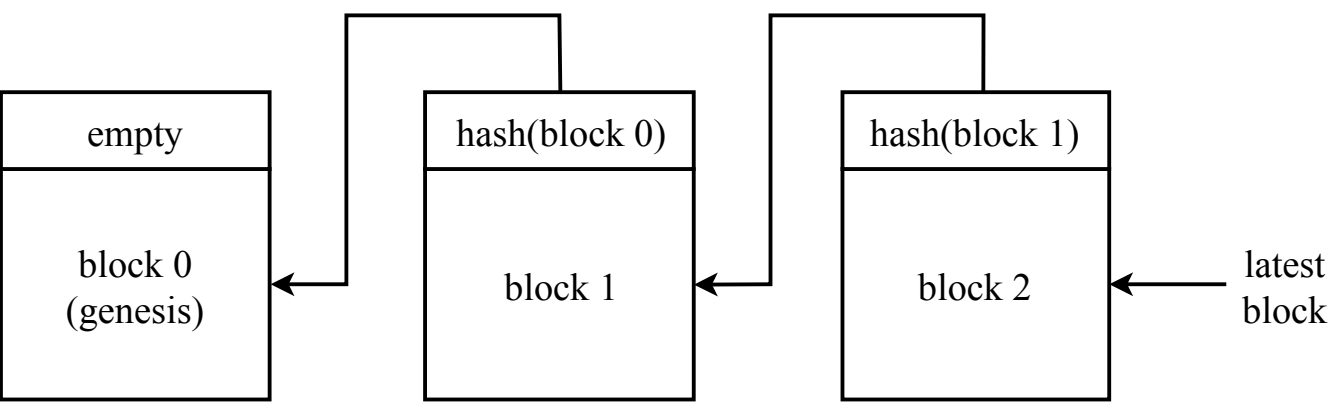 empty
hash(block 0)
hash(block 1)
block 0
(genesis)
block 1
block 2
latest
block